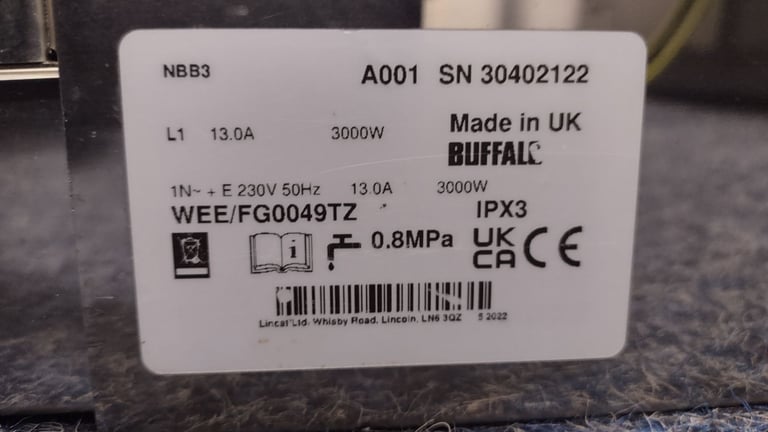 NBB3
A001 SN 30402122
L1 13.0A 3000W
Made in UK
BUFFALO
1N~ + E 230V 50Hz 13.0A 3000W
WEE/FG0049TZ
IPX3
i
0.8MPa
UK
CA
CE
Lincat Ltd. Whisby Road, Lincoln, LN6 3QZ 5 2022